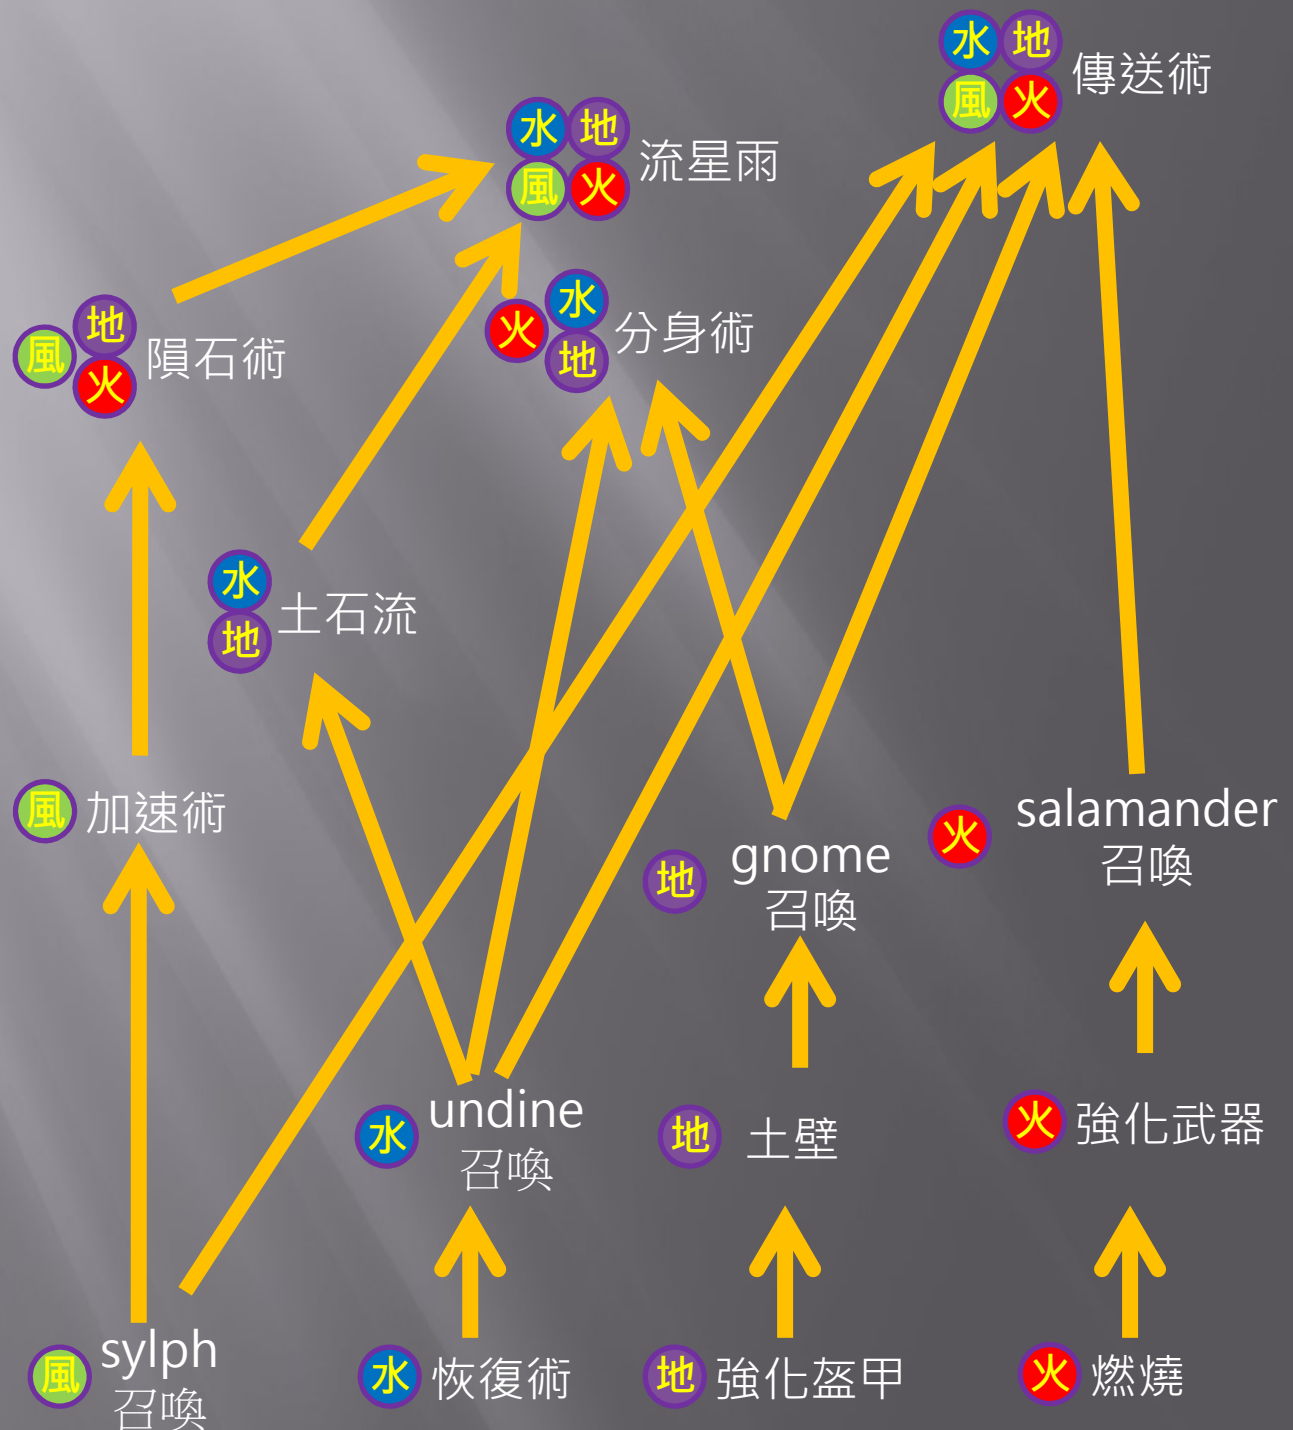 水 地
風 火
傳送術
水 地
風 火
流星雨
火
水
地
分身術
風
地
火
隕石術
水
地
土石流
風 加速術
地
gnome
召喚
火
salamander
召喚
水
undine
召喚
地 土壁
火 強化武器
風
sylph
召喚
水 恢復術
地 強化盔甲
火 燃燒